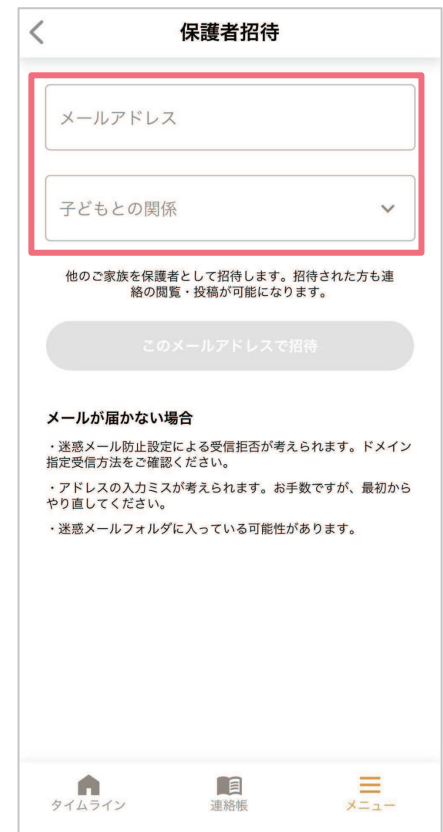 保護者招待
メールアドレス
子どもとの関係
他のご家族を保護者として招待します。招待された方も連
絡の閲覧・投稿が可能になります。
このメールアドレスで招待
メールが届かない場合
・迷惑メール防止設定による受信拒否が考えられます。ドメイン
指定受信方法をご確認ください。
・アドレスの入力ミスが考えられます。お手数ですが、最初から
やり直してください。
・迷惑メールフォルダに入っている可能性があります。
タイムライン
連絡帳
メニュー